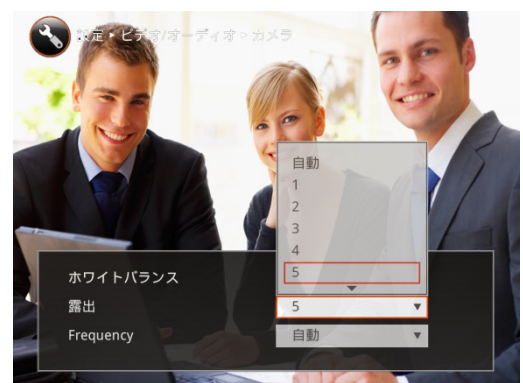 設定 ▸ ビデオ/オーディオ ▸ カメラ
自動
1
2
3
4
5
ホワイトバランス
露出 5
Frequency 自動